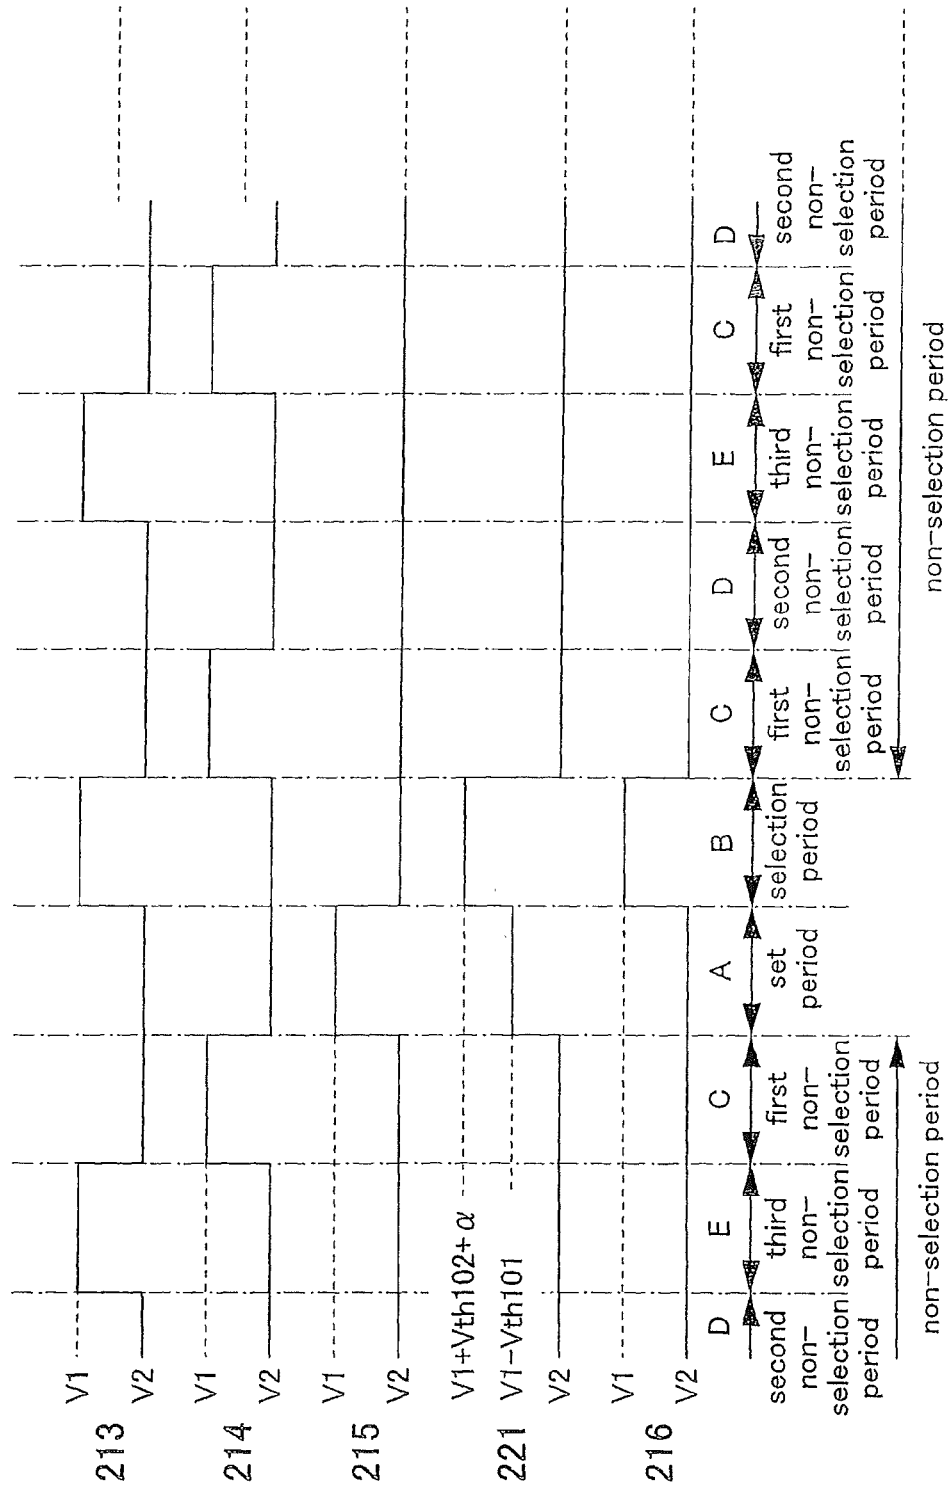 213
V1
V2
214
V1
V2
215
V1
V2
221
V1+Vth102+α
V1-Vth101
V2
216
V1
V2
D
E
C
A
B
C
D
E
C
D
second
non-
selection
period
third
non-
selection
period
first
non-
selection
period
set
period
selection
period
first
non-
selection
period
second
non-
selection
period
third
non-
selection
period
first
non-
selection
period
second
non-
selection
period
non-selection period
non-selection period